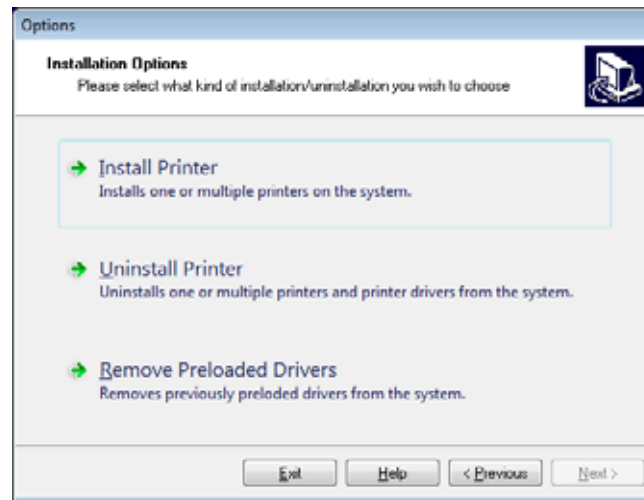 Options
Installation Options
Please select what kind of installation/uninstallation you wish to choose
Install Printer
Installs one or multiple printers on the system.
Uninstall Printer
Uninstalls one or multiple printers and printer drivers from the system.
Remove Preloaded Drivers
Removes previously preloded drivers from the system.
Exit Help < Previous Next >